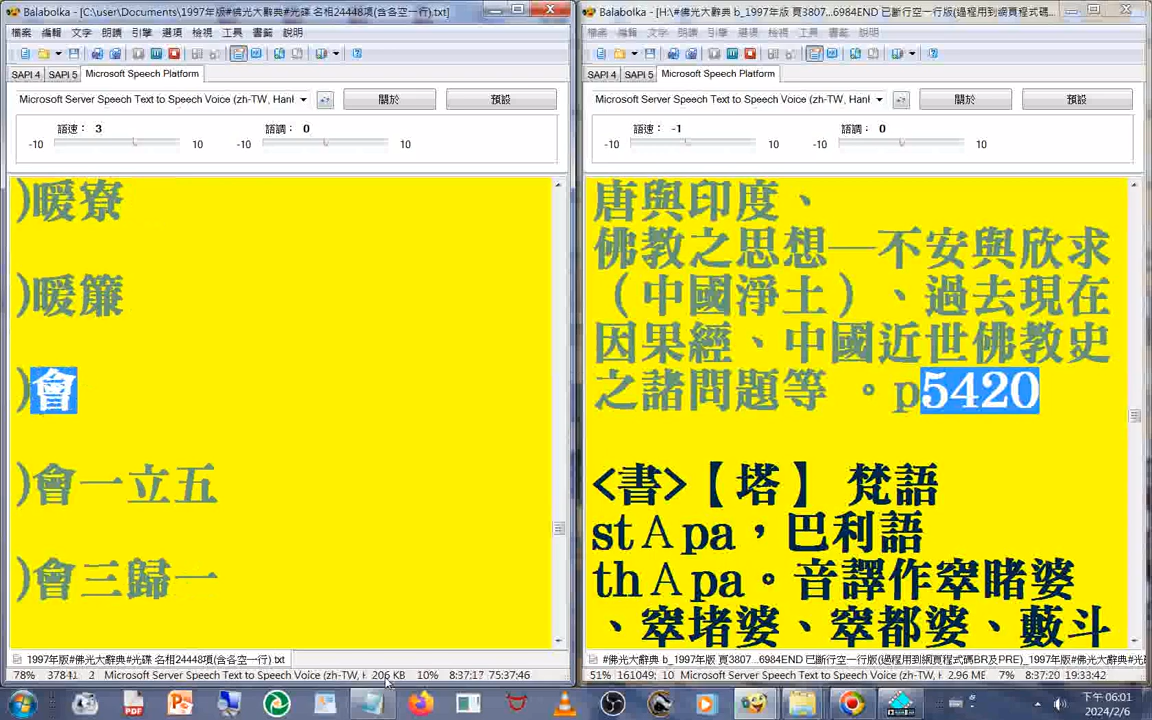 Balabolka - [C:\user\Documents\1997年版#佛光大辭典#光碟 名相24448項(含各空一行).txt]
檔案 編輯 文字 朗讀 引擎 選項 檢視 工具 書籤 說明
SAPI 4 SAPI 5 Microsoft Speech Platform
Microsoft Server Speech Text to Speech Voice (zh-TW, Hanl
關於
預設
語速： 3
語調： 0
-10 10 -10 10
)暖寮
)暖簾
)會
)會一立五
)會三歸一
1997年版#佛光大辭典#光碟 名相24448項(含各空一行).txt
78% 2 Microsoft Server Speech Text to Speech Voice (zh-TW, H 206 KB 10% 8:37:17 75:37:46
Balabolka - [H:\#佛光大辭典 b_1997年版 頁3807...6984END 已斷行空一行版(過程用到網頁程式碼...
檔案 編輯 文字 朗讀 引擎 選項 檢視 工具 書籤 說明
SAPI 4 SAPI 5 Microsoft Speech Platform
Microsoft Server Speech Text to Speech Voice (zh-TW, Hanl
關於
預設
語速： -1
語調： 0
-10 10 -10 10
唐與印度、
佛教之思想─不安與欣求
（中國淨土）、過去現在
因果經、中國近世佛教史
之諸問題等 。p5420
<書>【塔】 梵語
stＡpa，巴利語
thＡpa。音譯作窣睹婆
、窣堵婆、窣都婆、藪斗
#佛光大辭典 b_1997年版 頁3807...6984END 已斷行空一行版(過程用到網頁程式碼BR及PRE)_1997年版#佛光
51% 161049: 10 Microsoft Server Speech Text to Speech Voice (zh-TW, H 2.96 ME 7% 8:37:20 19:33:42
下午 06:01
2024/2/6